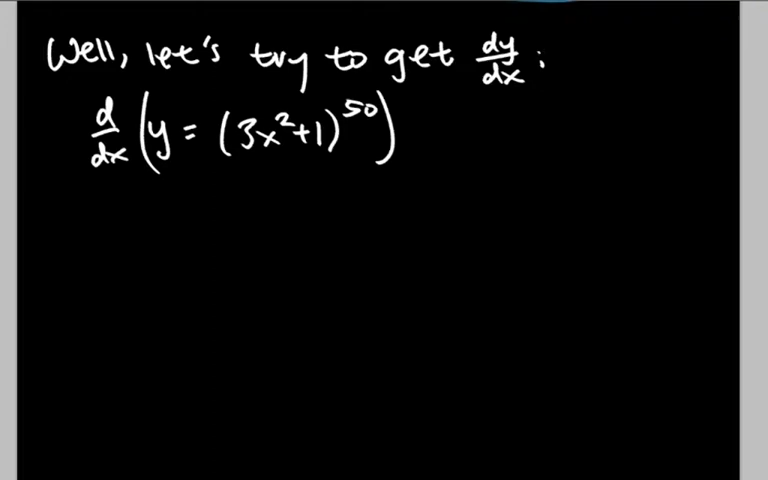 Well, let's try to get dy/dx :
d/dx (y = (3x²+1)⁵⁰)